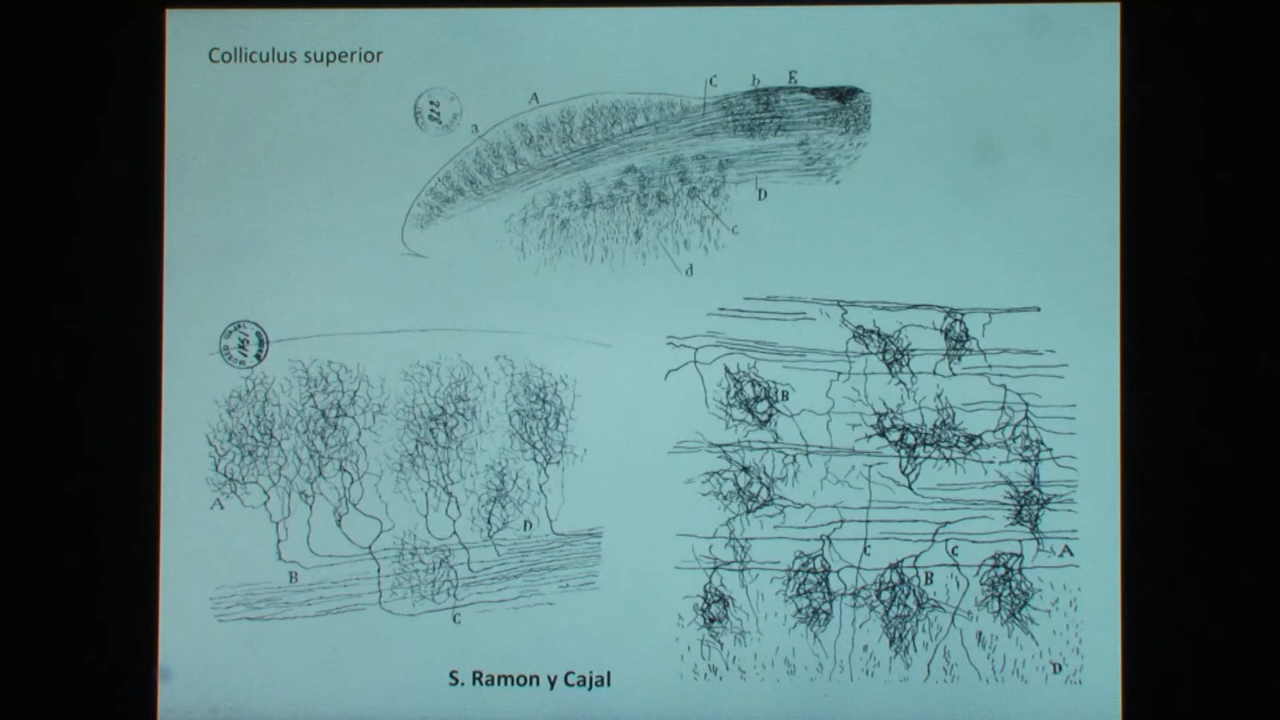 Colliculus superior
C b E
A
a
D
c
d
A
B
D
C
B
c c A
B
D
S. Ramon y Cajal